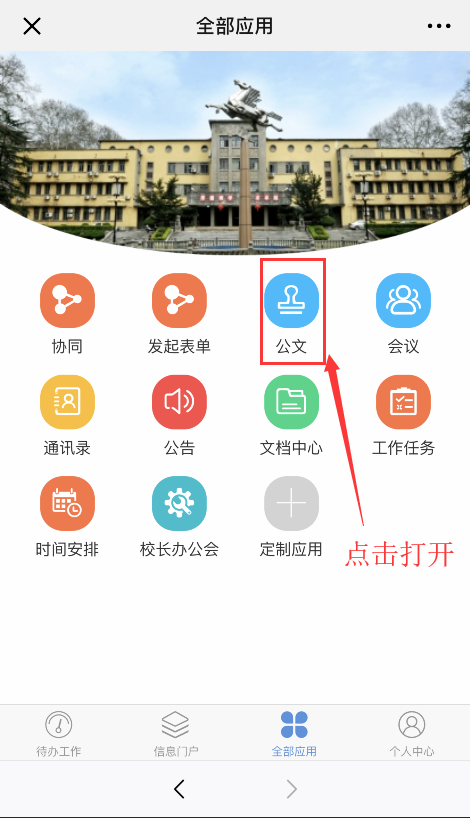 全部应用
协同
发起表单
公文
会议
通讯录
公告
文档中心
工作任务
时间安排
校长办公会
定制应用
点击打开
待办工作
信息门户
全部应用
个人中心